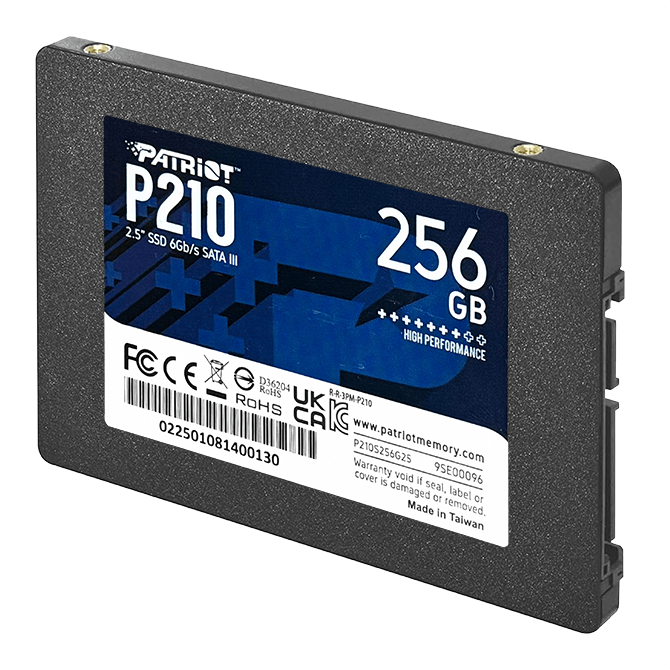 PATRIOT™
P210
2.5" SSD 6Gb/s SATA III
256
GB
HIGH PERFORMANCE
FC CE
D36204
RoHS
ROHS
UK
CA
R-R-3PM-P210
022501081400130
www.patriotmemory.com
P210S256G25 9SE00096
Warranty void if seal, label or
cover is damaged or removed.
Made in Taiwan